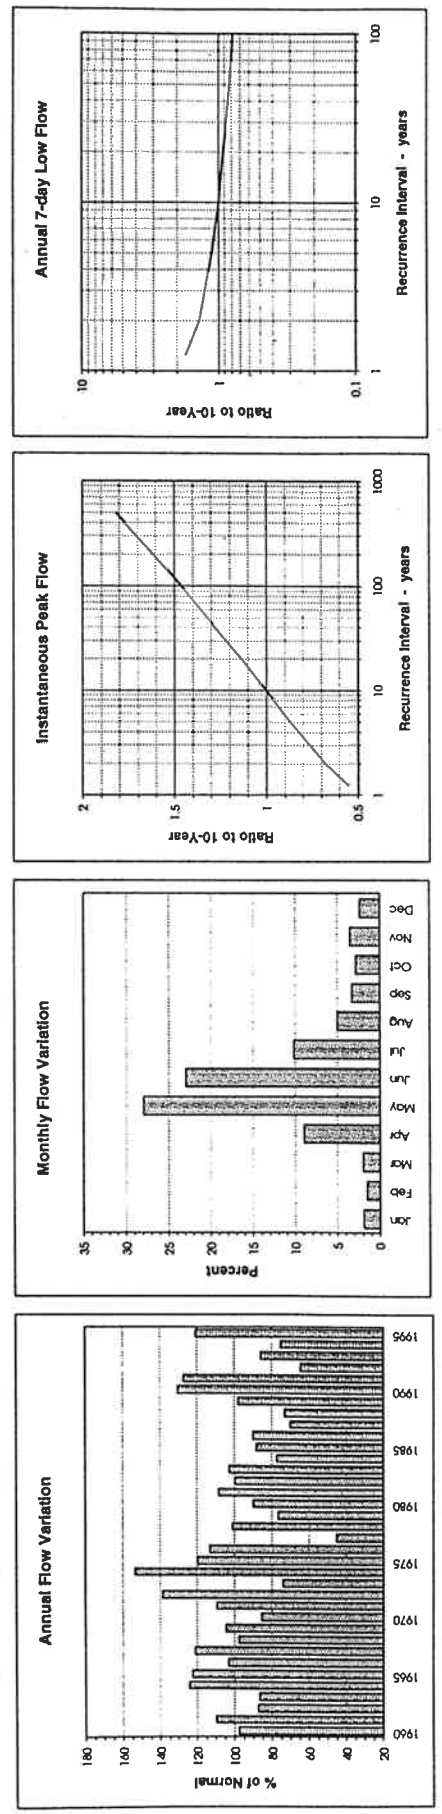 Annual Flow Variation
% of Normal
180
160
140
120
100
80
60
40
20
1960
1965
1970
1975
1980
1985
1990
1995
Monthly Flow Variation
Percent
35
30
25
20
15
10
5
0
Jan
Feb
Mar
Apr
May
Jun
Jul
Aug
Sep
Oct
Nov
Dec
Instantaneous Peak Flow
Ratio to 10-Year
2
1.5
1
0.5
1
10
100
1000
Recurrence Interval - years
Annual 7-day Low Flow
Ratio to 10-Year
10
1
0.1
1
10
100
Recurrence Interval - years